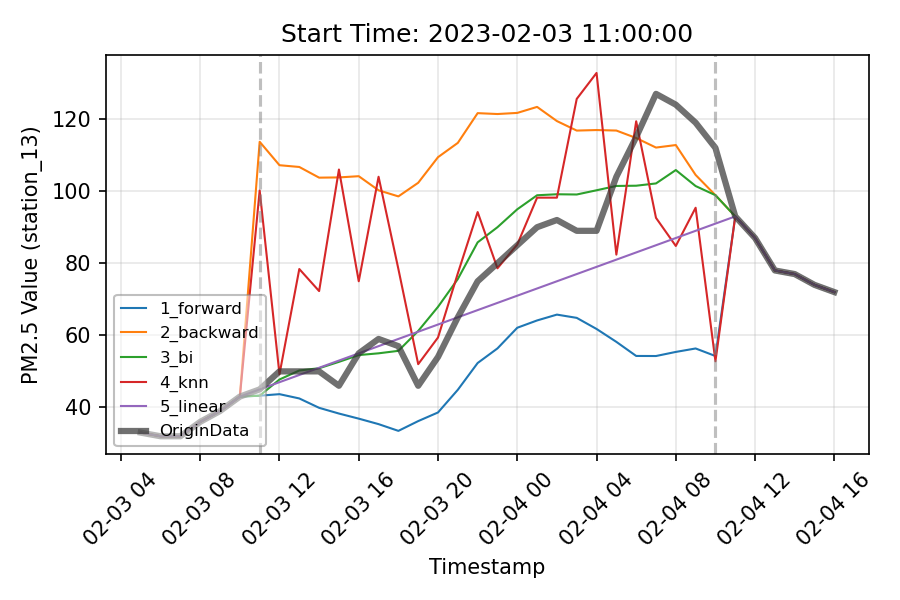 Start Time: 2023-02-03 11:00:00
PM2.5 Value (station_13)
120
100
80
60
40
1_forward
2_backward
3_bi
4_knn
5_linear
OriginData
02-03 04
02-03 08
02-03 12
02-03 16
02-03 20
02-04 00
02-04 04
02-04 08
02-04 12
02-04 16
Timestamp